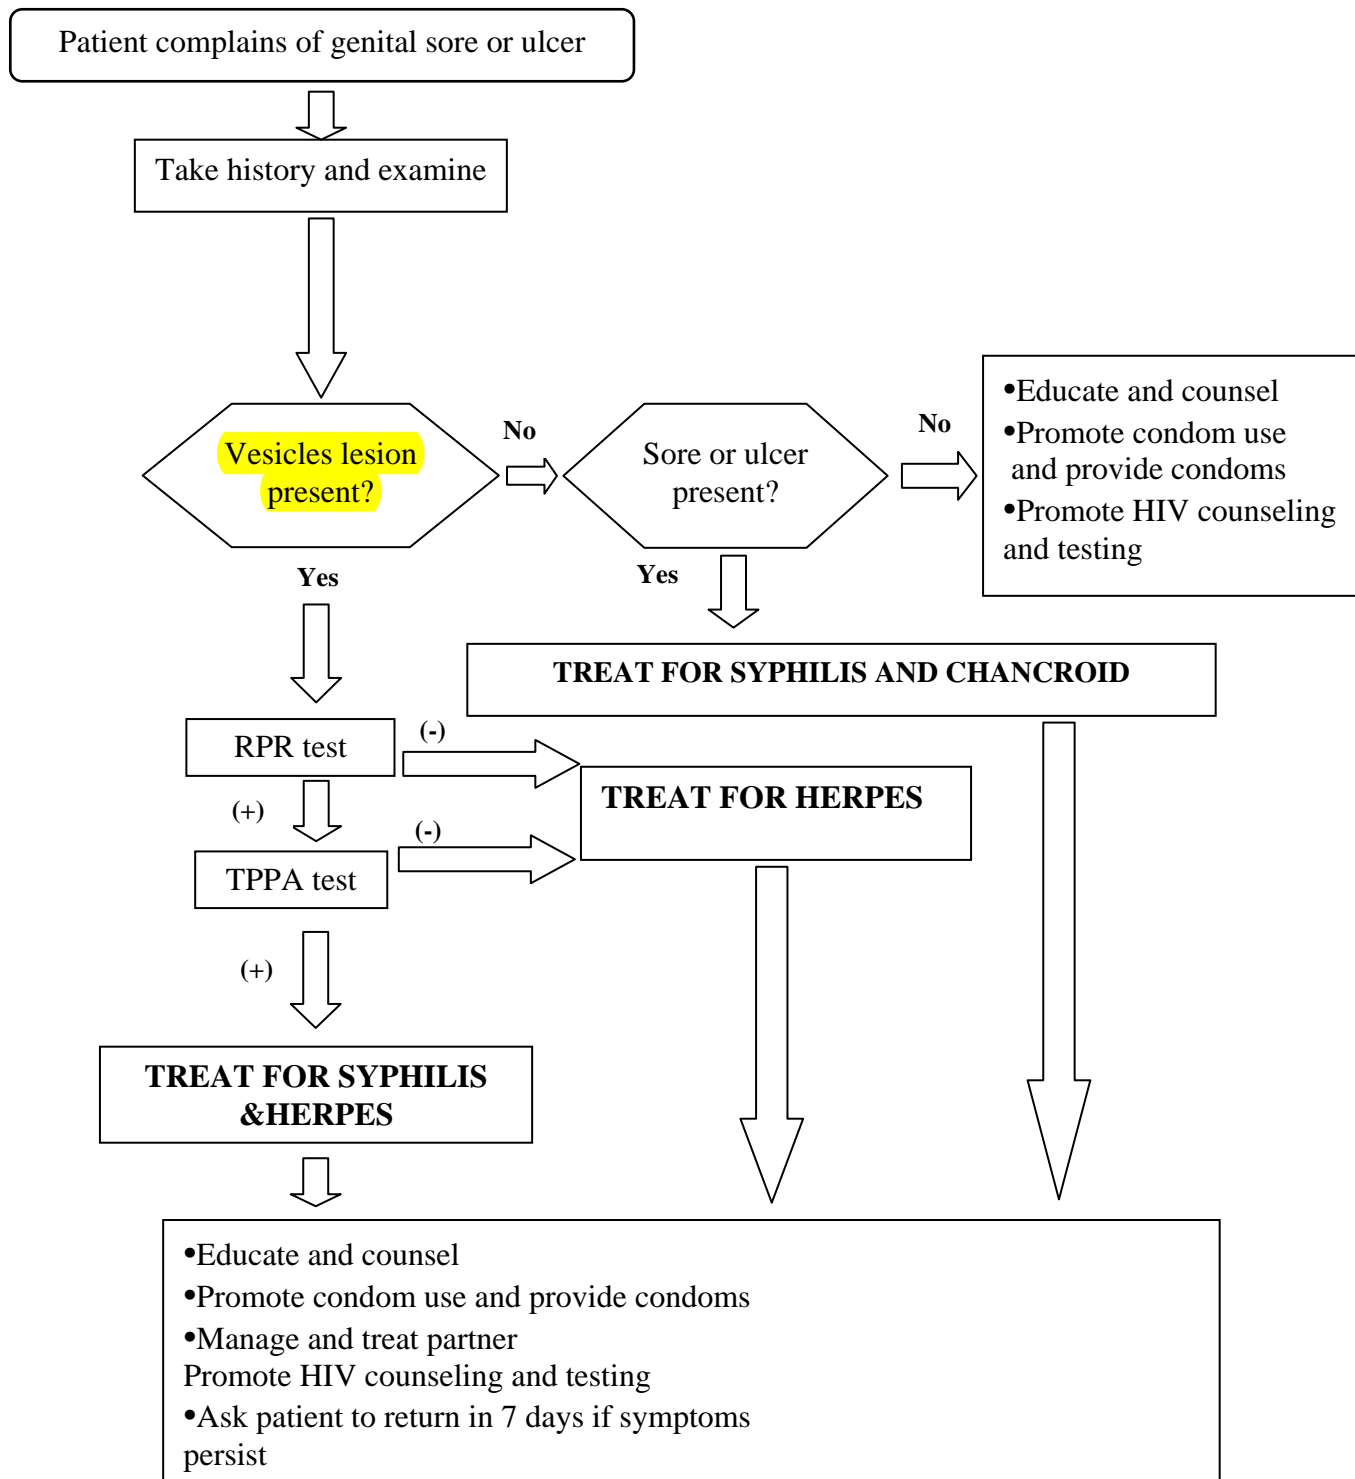 Patient complains of genital sore or ulcer
Take history and examine
Vesicles lesion
present?
No
Sore or ulcer
present?
No
•Educate and counsel
•Promote condom use
and provide condoms
•Promote HIV counseling
and testing
Yes
Yes
TREAT FOR SYPHILIS AND CHANCROID
RPR test
(-)
TREAT FOR HERPES
(+)
(-)
TPPA test
(+)
TREAT FOR SYPHILIS
&HERPES
•Educate and counsel
•Promote condom use and provide condoms
•Manage and treat partner
Promote HIV counseling and testing
•Ask patient to return in 7 days if symptoms
persist